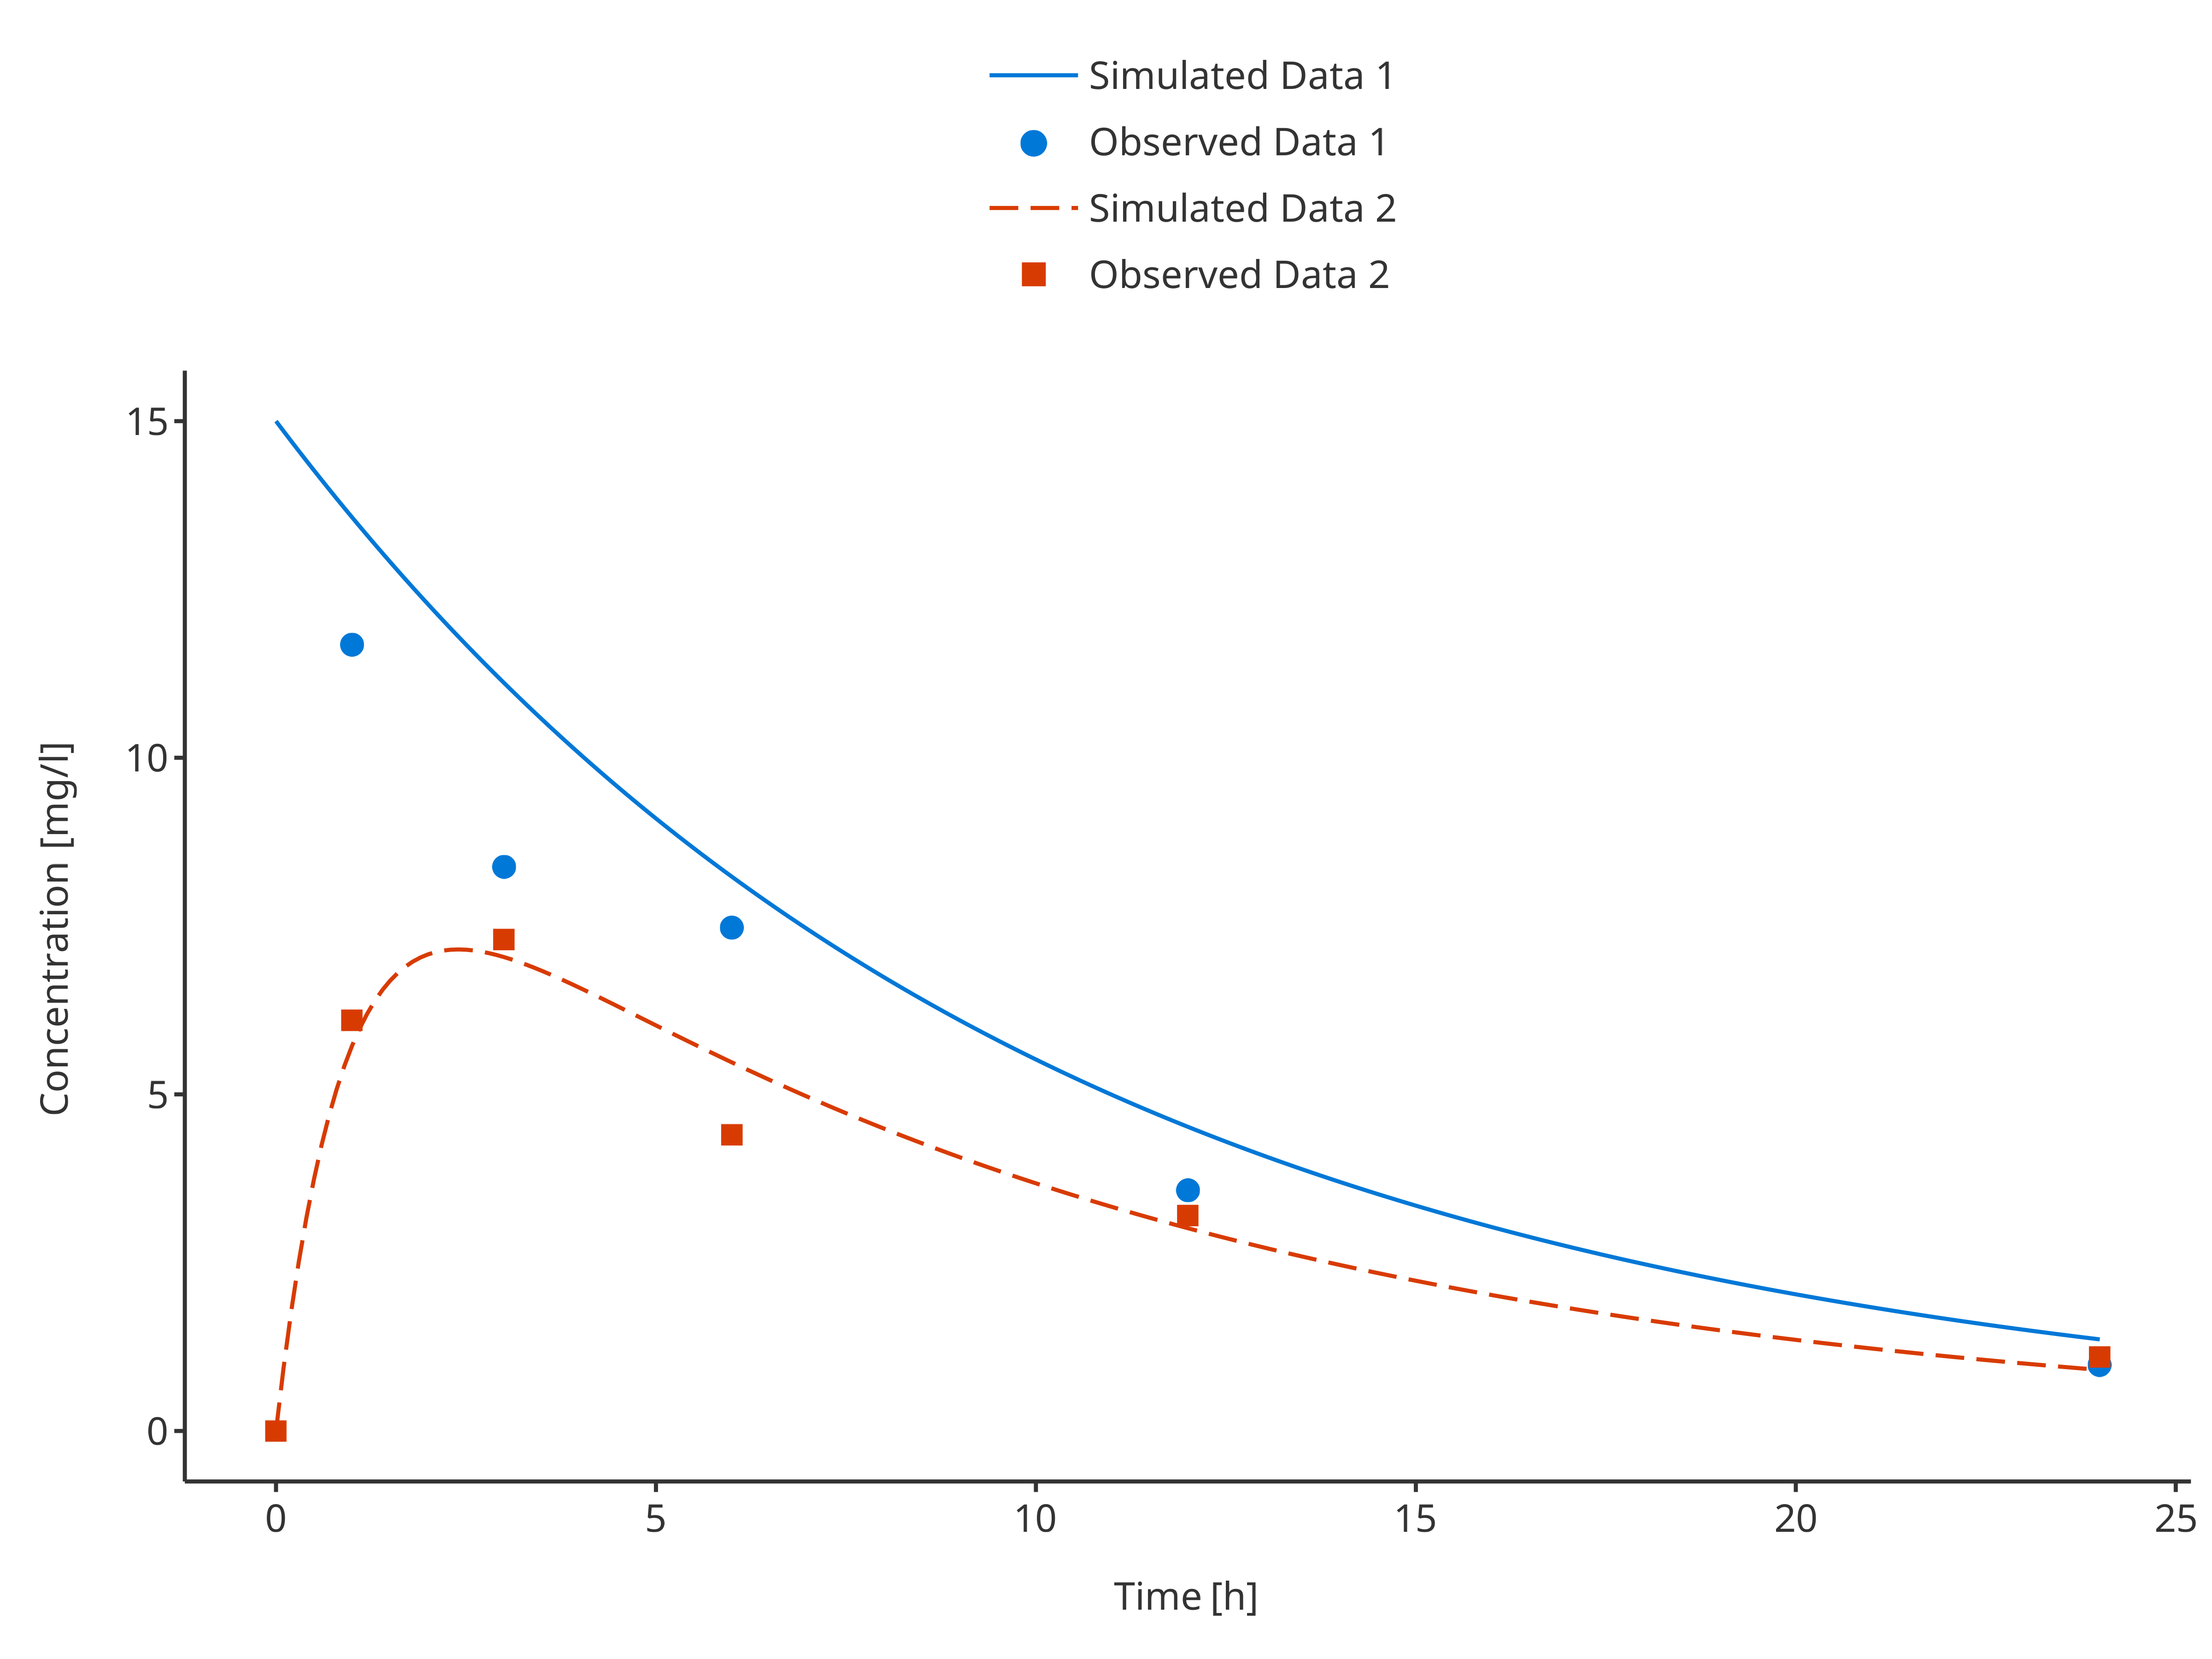 Simulated Data 1
Observed Data 1
Simulated Data 2
Observed Data 2
15
10
5
0
Concentration [mg/l]
0 5 10 15 20 25
Time [h]